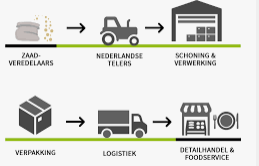 ZAAD-
VEREDELAARS
NEDERLANDSE
TELERS
SCHONING &
VERWERKING
VERPAKKING
LOGISTIEK
DETAILHANDEL &
FOODSERVICE